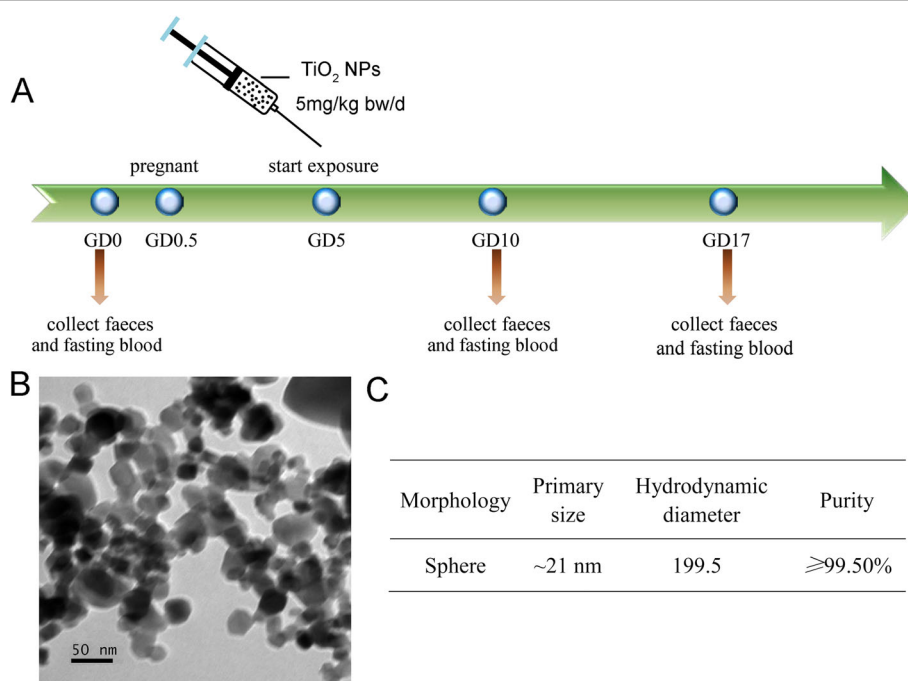 A
TiO₂ NPs
5mg/kg bw/d
pregnant
start exposure
GD0
GD0.5
GD5
GD10
GD17
collect faeces
and fasting blood
collect faeces
and fasting blood
collect faeces
and fasting blood
B
50 nm
C
Morphology
Primary
size
Hydrodynamic
diameter
Purity
Sphere
~21 nm
199.5
⩾99.50%